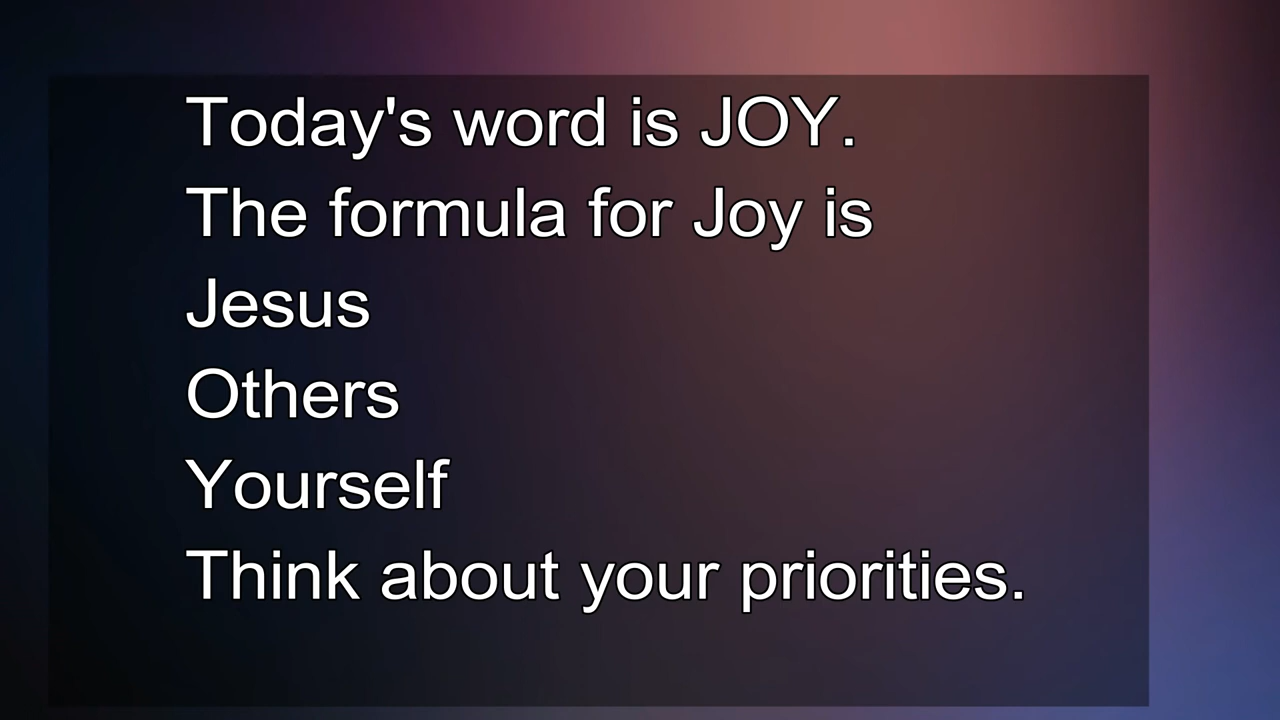 Today's word is JOY.
The formula for Joy is
Jesus
Others
Yourself
Think about your priorities.